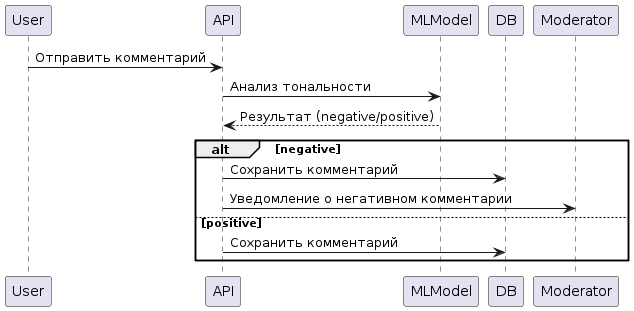 User API MLModel DB Moderator
Отправить комментарий
Анализ тональности
Результат (negative/positive)
alt [negative]
Сохранить комментарий
Уведомление о негативном комментарии
[positive]
Сохранить комментарий
User API MLModel DB Moderator